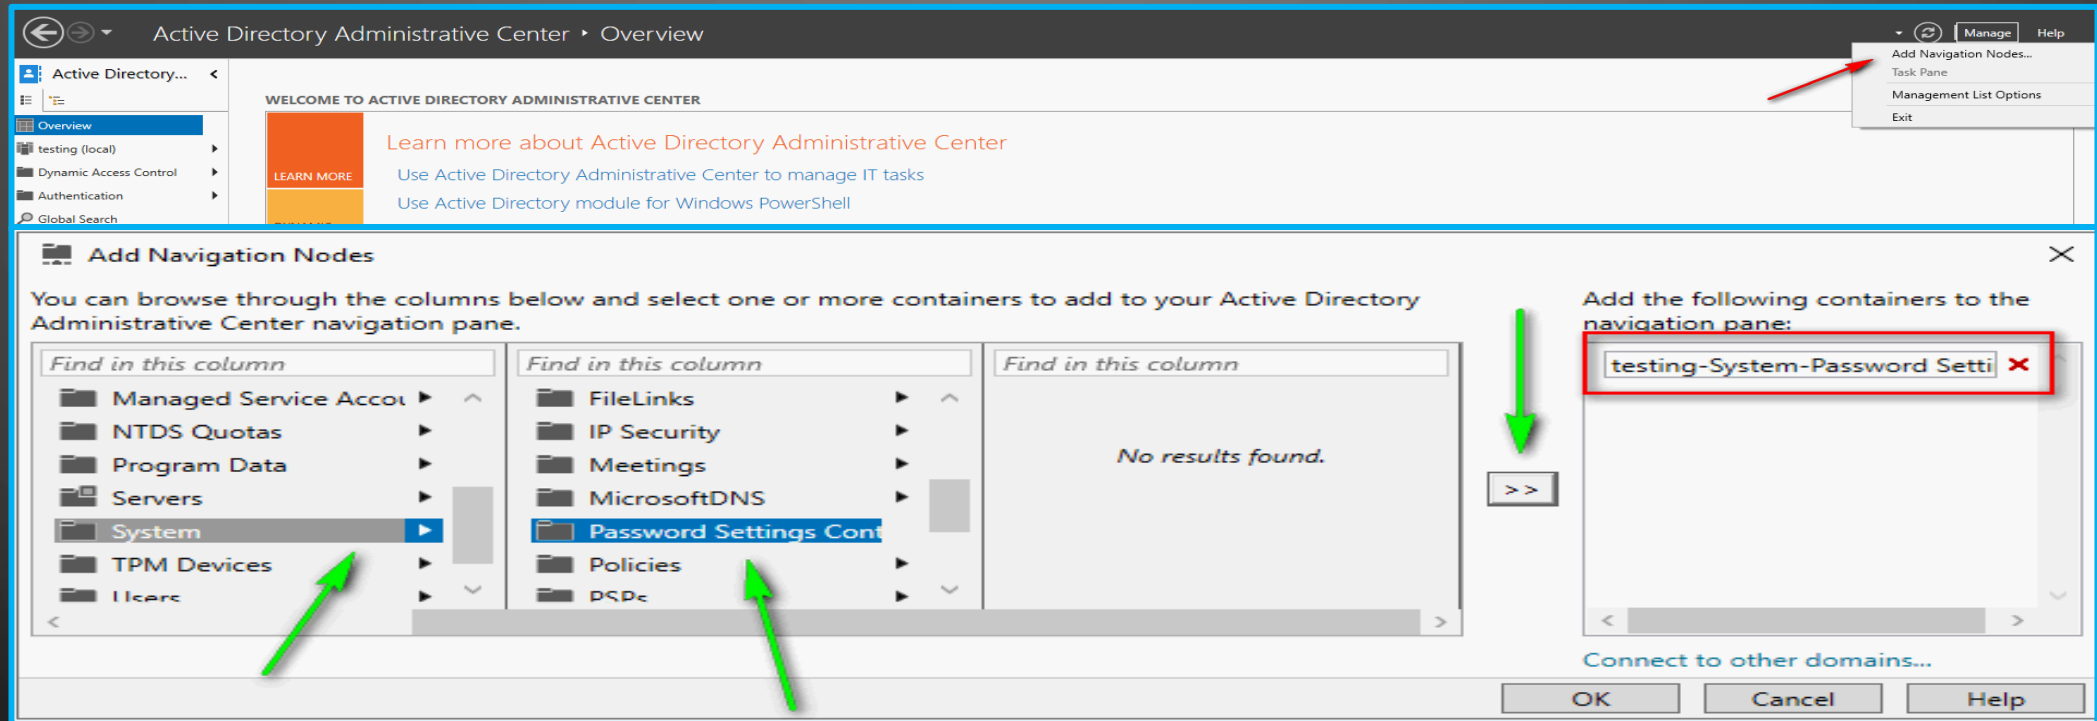 Active Directory Administrative Center ‣ Overview
Manage
Help
Add Navigation Nodes...
Task Pane
Management List Options
Exit
Active Directory...
Overview
testing (local)
Dynamic Access Control
Authentication
Global Search
WELCOME TO ACTIVE DIRECTORY ADMINISTRATIVE CENTER
LEARN MORE
Learn more about Active Directory Administrative Center
Use Active Directory Administrative Center to manage IT tasks
Use Active Directory module for Windows PowerShell
Add Navigation Nodes
You can browse through the columns below and select one or more containers to add to your Active Directory
Administrative Center navigation pane.
Find in this column
Managed Service Accou
NTDS Quotas
Program Data
Servers
System
TPM Devices
Users
Find in this column
FileLinks
IP Security
Meetings
MicrosoftDNS
Password Settings Cont
Policies
PSPs
Find in this column
No results found.
>>
Add the following containers to the
navigation pane:
testing-System-Password Setti
Connect to other domains...
OK
Cancel
Help